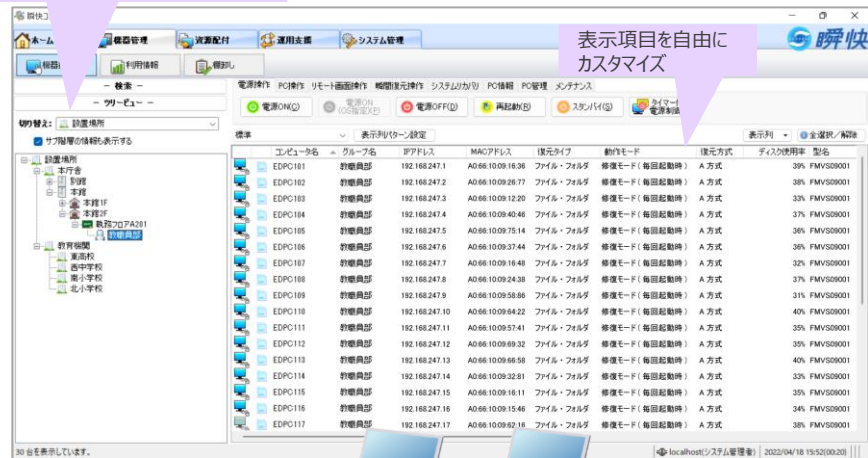 瞬快
ホーム 機器管理 資源配付 運用支援 システム管理
表示項目を自由に
カスタマイズ
瞬快
利用情報 棚卸し
－ 検索 －
－ ツリービュー －
切り替え： 設置場所
サブ階層の情報も表示する
設置場所
本庁舎
別館
本館
本館1F
本館2F
執務フロアA201
教職員部
教育機関
東高校
西中学校
南小学校
北小学校
電源操作 PC操作 リモート画面操作 瞬間復元操作 システムリカバリ PC情報 PC管理 メンテナンス
電源ON(C) 電源ON(OS指定)(P) 電源OFF(D) 再起動(R) スタンバイ(S)
標準 表示列パターン設定 表示列 全選択／解除
コンピュータ名 グループ名 IPアドレス MACアドレス 復元タイプ 動作モード 復元方式 ディスク使用率 型名
EDPC101 教職員部 192.168.247.1 A0:66:10:09:16:36 ファイル・フォルダ 修復モード（毎回起動時） A 方式 39% FMVS09001
EDPC102 教職員部 192.168.247.2 A0:66:10:09:26:77 ファイル・フォルダ 修復モード（毎回起動時） A 方式 38% FMVS09001
EDPC103 教職員部 192.168.247.3 A0:66:10:09:12:20 ファイル・フォルダ 修復モード（毎回起動時） A 方式 33% FMVS09001
EDPC104 教職員部 192.168.247.4 A0:66:10:09:40:46 ファイル・フォルダ 修復モード（毎回起動時） A 方式 37% FMVS09001
EDPC105 教職員部 192.168.247.5 A0:66:10:09:75:14 ファイル・フォルダ 修復モード（毎回起動時） A 方式 36% FMVS09001
EDPC106 教職員部 192.168.247.6 A0:66:10:09:37:44 ファイル・フォルダ 修復モード（毎回起動時） A 方式 36% FMVS09001
EDPC107 教職員部 192.168.247.7 A0:66:10:09:16:48 ファイル・フォルダ 修復モード（毎回起動時） A 方式 32% FMVS09001
EDPC108 教職員部 192.168.247.8 A0:66:10:09:24:38 ファイル・フォルダ 修復モード（毎回起動時） A 方式 37% FMVS09001
EDPC109 教職員部 192.168.247.9 A0:66:10:09:58:86 ファイル・フォルダ 修復モード（毎回起動時） A 方式 31% FMVS09001
EDPC110 教職員部 192.168.247.10 A0:66:10:09:64:22 ファイル・フォルダ 修復モード（毎回起動時） A 方式 40% FMVS09001
EDPC111 教職員部 192.168.247.11 A0:66:10:09:57:41 ファイル・フォルダ 修復モード（毎回起動時） A 方式 35% FMVS09001
EDPC112 教職員部 192.168.247.12 A0:66:10:09:69:32 ファイル・フォルダ 修復モード（毎回起動時） A 方式 35% FMVS09001
EDPC113 教職員部 192.168.247.13 A0:66:10:09:66:58 ファイル・フォルダ 修復モード（毎回起動時） A 方式 40% FMVS09001
EDPC114 教職員部 192.168.247.14 A0:66:10:09:32:81 ファイル・フォルダ 修復モード（毎回起動時） A 方式 33% FMVS09001
EDPC115 教職員部 192.168.247.15 A0:66:10:09:16:11 ファイル・フォルダ 修復モード（毎回起動時） A 方式 35% FMVS09001
EDPC116 教職員部 192.168.247.16 A0:66:10:09:15:46 ファイル・フォルダ 修復モード（毎回起動時） A 方式 34% FMVS09001
EDPC117 教職員部 192.168.247.17 A0:66:10:09:62:16 ファイル・フォルダ 修復モード（毎回起動時） A 方式 38% FMVS09001
30 台を表示しています。 localhost(システム管理者) 2022/04/18 15:52(00:20)